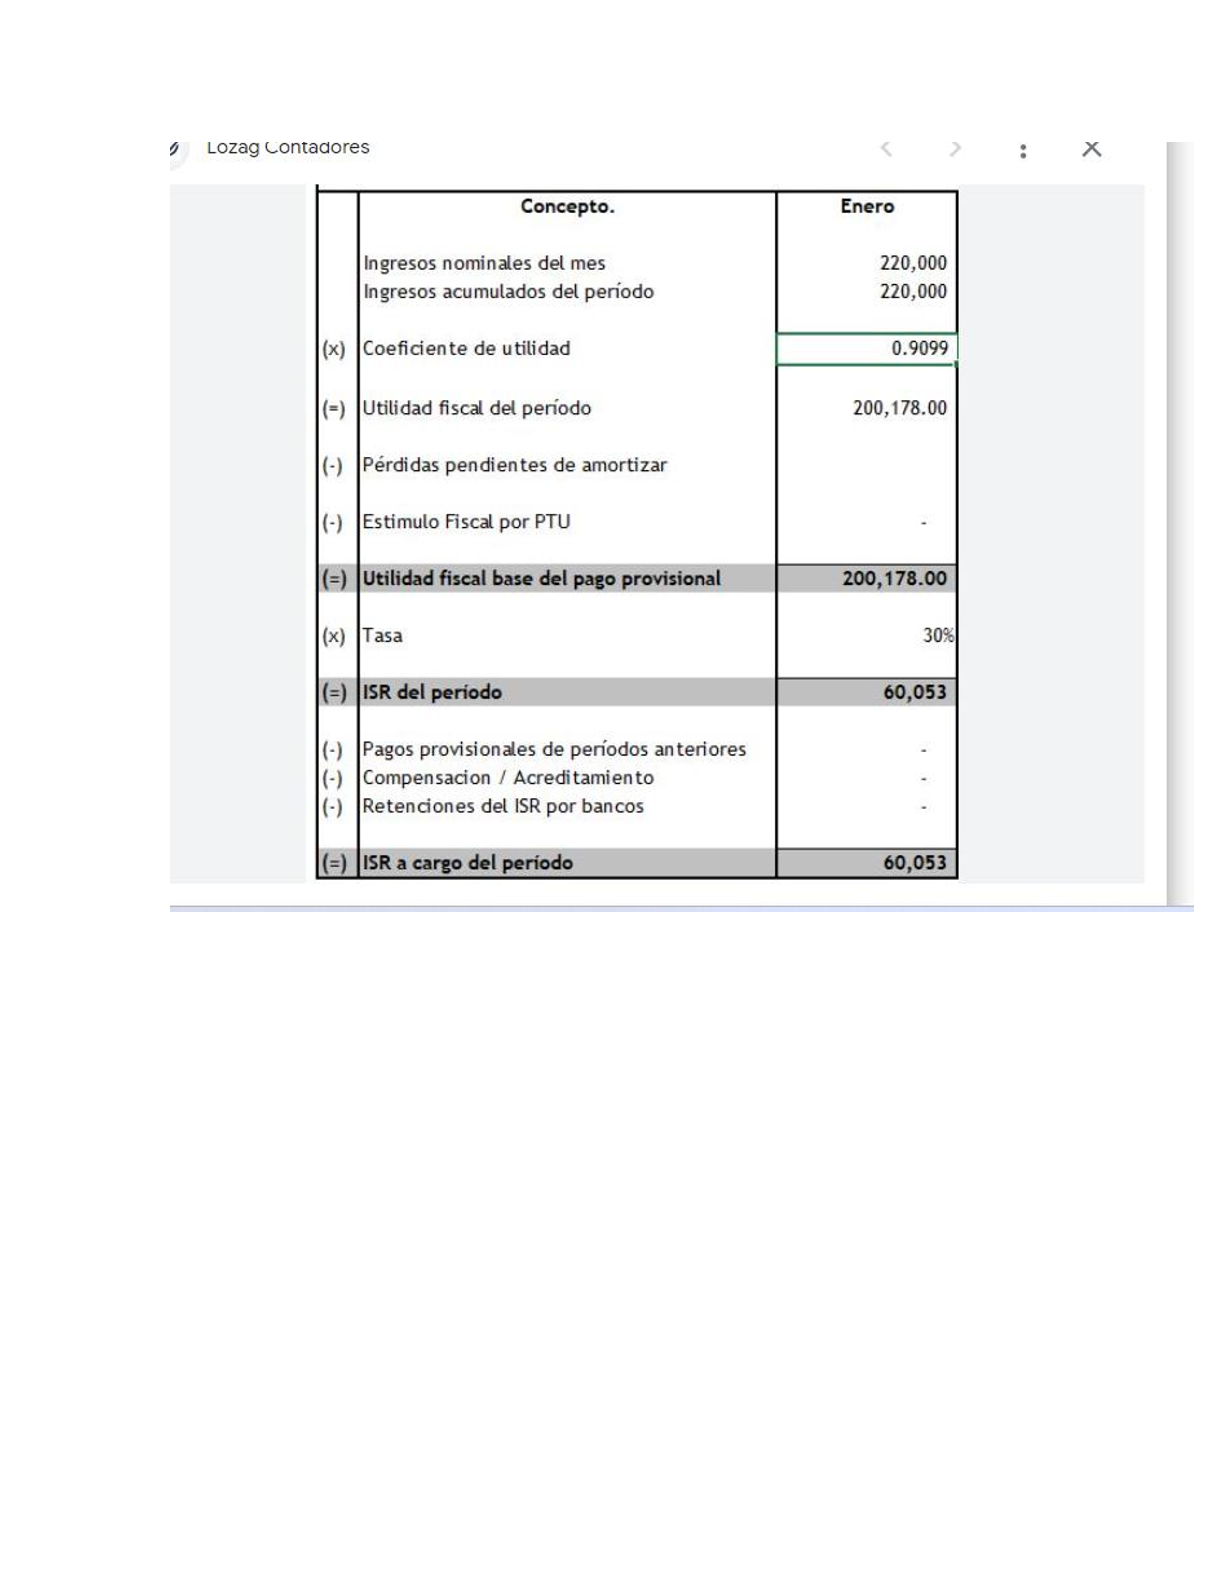 Lozag Contadores
Concepto. Enero
Ingresos nominales del mes 220,000
Ingresos acumulados del período 220,000
(x) Coeficiente de utilidad 0.9099
(=) Utilidad fiscal del período 200,178.00
(-) Pérdidas pendientes de amortizar
(-) Estimulo Fiscal por PTU -
(=) Utilidad fiscal base del pago provisional 200,178.00
(x) Tasa 30%
(=) ISR del período 60,053
(-) Pagos provisionales de períodos anteriores -
(-) Compensacion / Acreditamiento -
(-) Retenciones del ISR por bancos -
(=) ISR a cargo del período 60,053